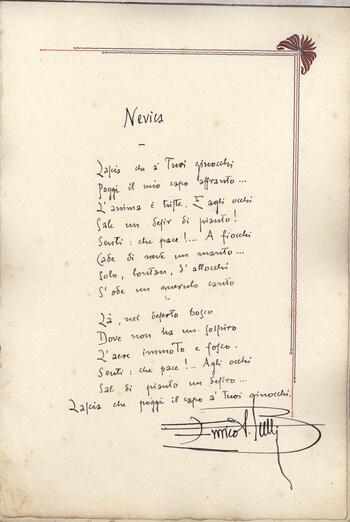 Nevica
Lascia che a' Tuoi ginocchi
Poggi il mio capo affranto...
L'anima è triste. E agli occhi
Sale un desir di pianto!
Senti: che pace!... A fiocchi
Cade di neve un manto...
Solo, lontan, d'allocchi
S'ode un querulo canto
Là, nel deserto bosco
Dove non ha un sospiro
L'aere immoto e fosco.
Senti: che pace!... Agli occhi
Sal di pianto un desiro...
Lascia che poggi il capo a' Tuoi ginocchi.
Enrico